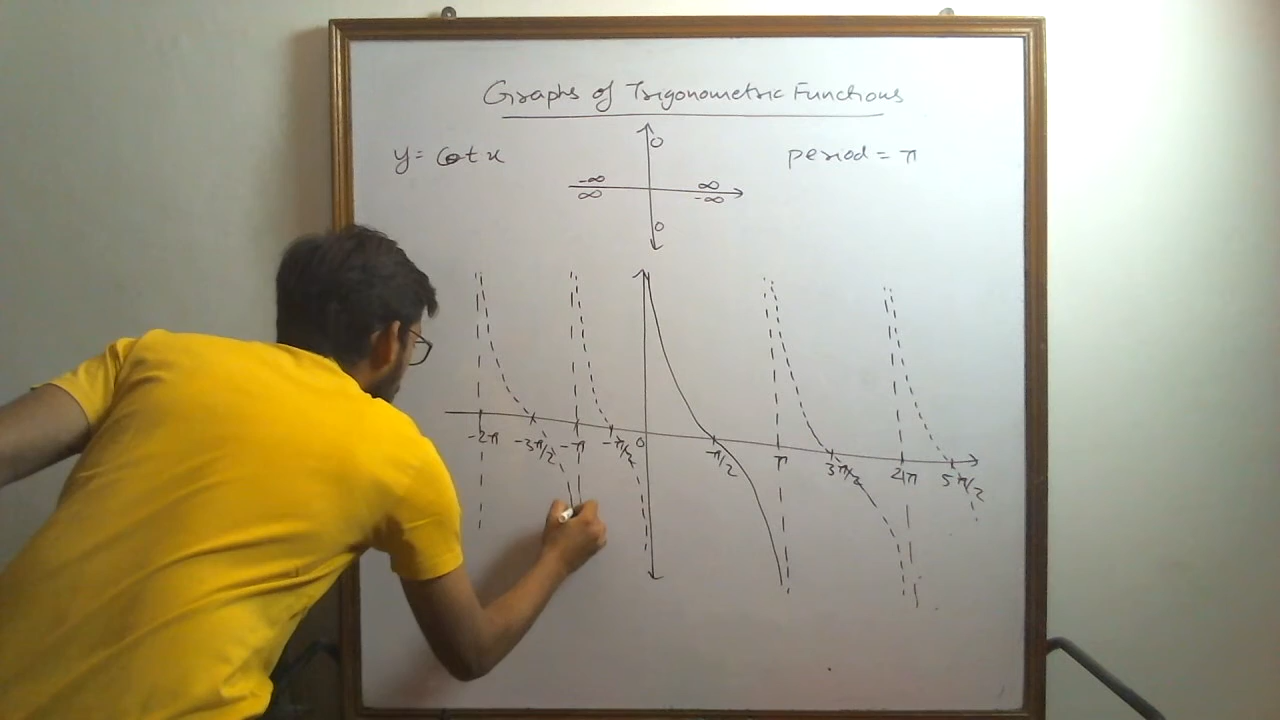 Graphs of Trigonometric Functions
y = Cot x
period = π
0
-∞ ∞
∞ -∞
0
-2π -3π/2 -π -π/2 0 π/2 π 3π/2 2π 5π/2